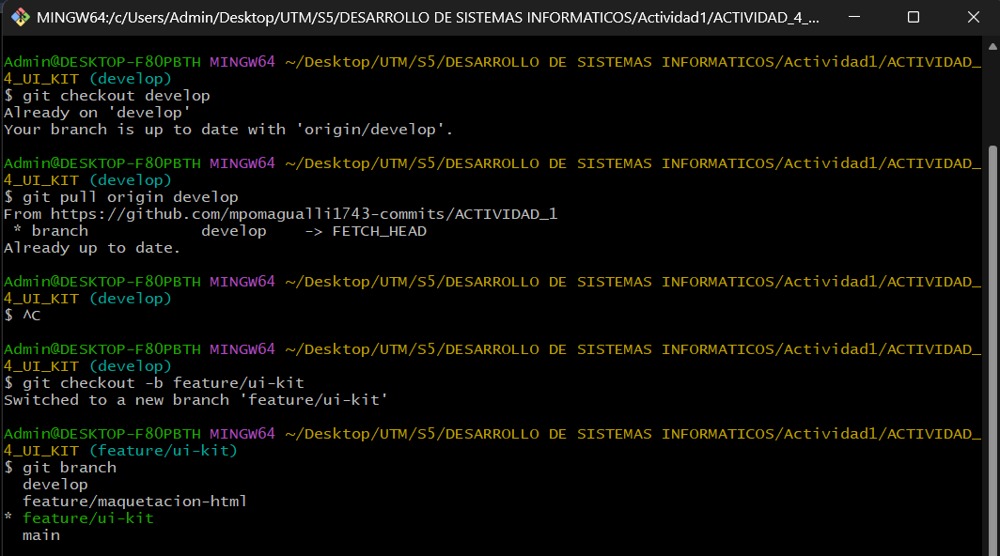 MINGW64:/c/Users/Admin/Desktop/UTM/S5/DESARROLLO DE SISTEMAS INFORMATICOS/Actividad1/ACTIVIDAD_4_...
Admin@DESKTOP-F8OPBTH MINGW64 ~/Desktop/UTM/S5/DESARROLLO DE SISTEMAS INFORMATICOS/Actividad1/ACTIVIDAD_
4_UI_KIT (develop)
$ git checkout develop
Already on 'develop'
Your branch is up to date with 'origin/develop'.
Admin@DESKTOP-F8OPBTH MINGW64 ~/Desktop/UTM/S5/DESARROLLO DE SISTEMAS INFORMATICOS/Actividad1/ACTIVIDAD_
4_UI_KIT (develop)
$ git pull origin develop
From https://github.com/mpomagualli1743-commits/ACTIVIDAD_1
 * branch            develop    -> FETCH_HEAD
Already up to date.
Admin@DESKTOP-F8OPBTH MINGW64 ~/Desktop/UTM/S5/DESARROLLO DE SISTEMAS INFORMATICOS/Actividad1/ACTIVIDAD_
4_UI_KIT (develop)
$ ^C
Admin@DESKTOP-F8OPBTH MINGW64 ~/Desktop/UTM/S5/DESARROLLO DE SISTEMAS INFORMATICOS/Actividad1/ACTIVIDAD_
4_UI_KIT (develop)
$ git checkout -b feature/ui-kit
Switched to a new branch 'feature/ui-kit'
Admin@DESKTOP-F8OPBTH MINGW64 ~/Desktop/UTM/S5/DESARROLLO DE SISTEMAS INFORMATICOS/Actividad1/ACTIVIDAD_
4_UI_KIT (feature/ui-kit)
$ git branch
  develop
  feature/maquetacion-html
* feature/ui-kit
  main